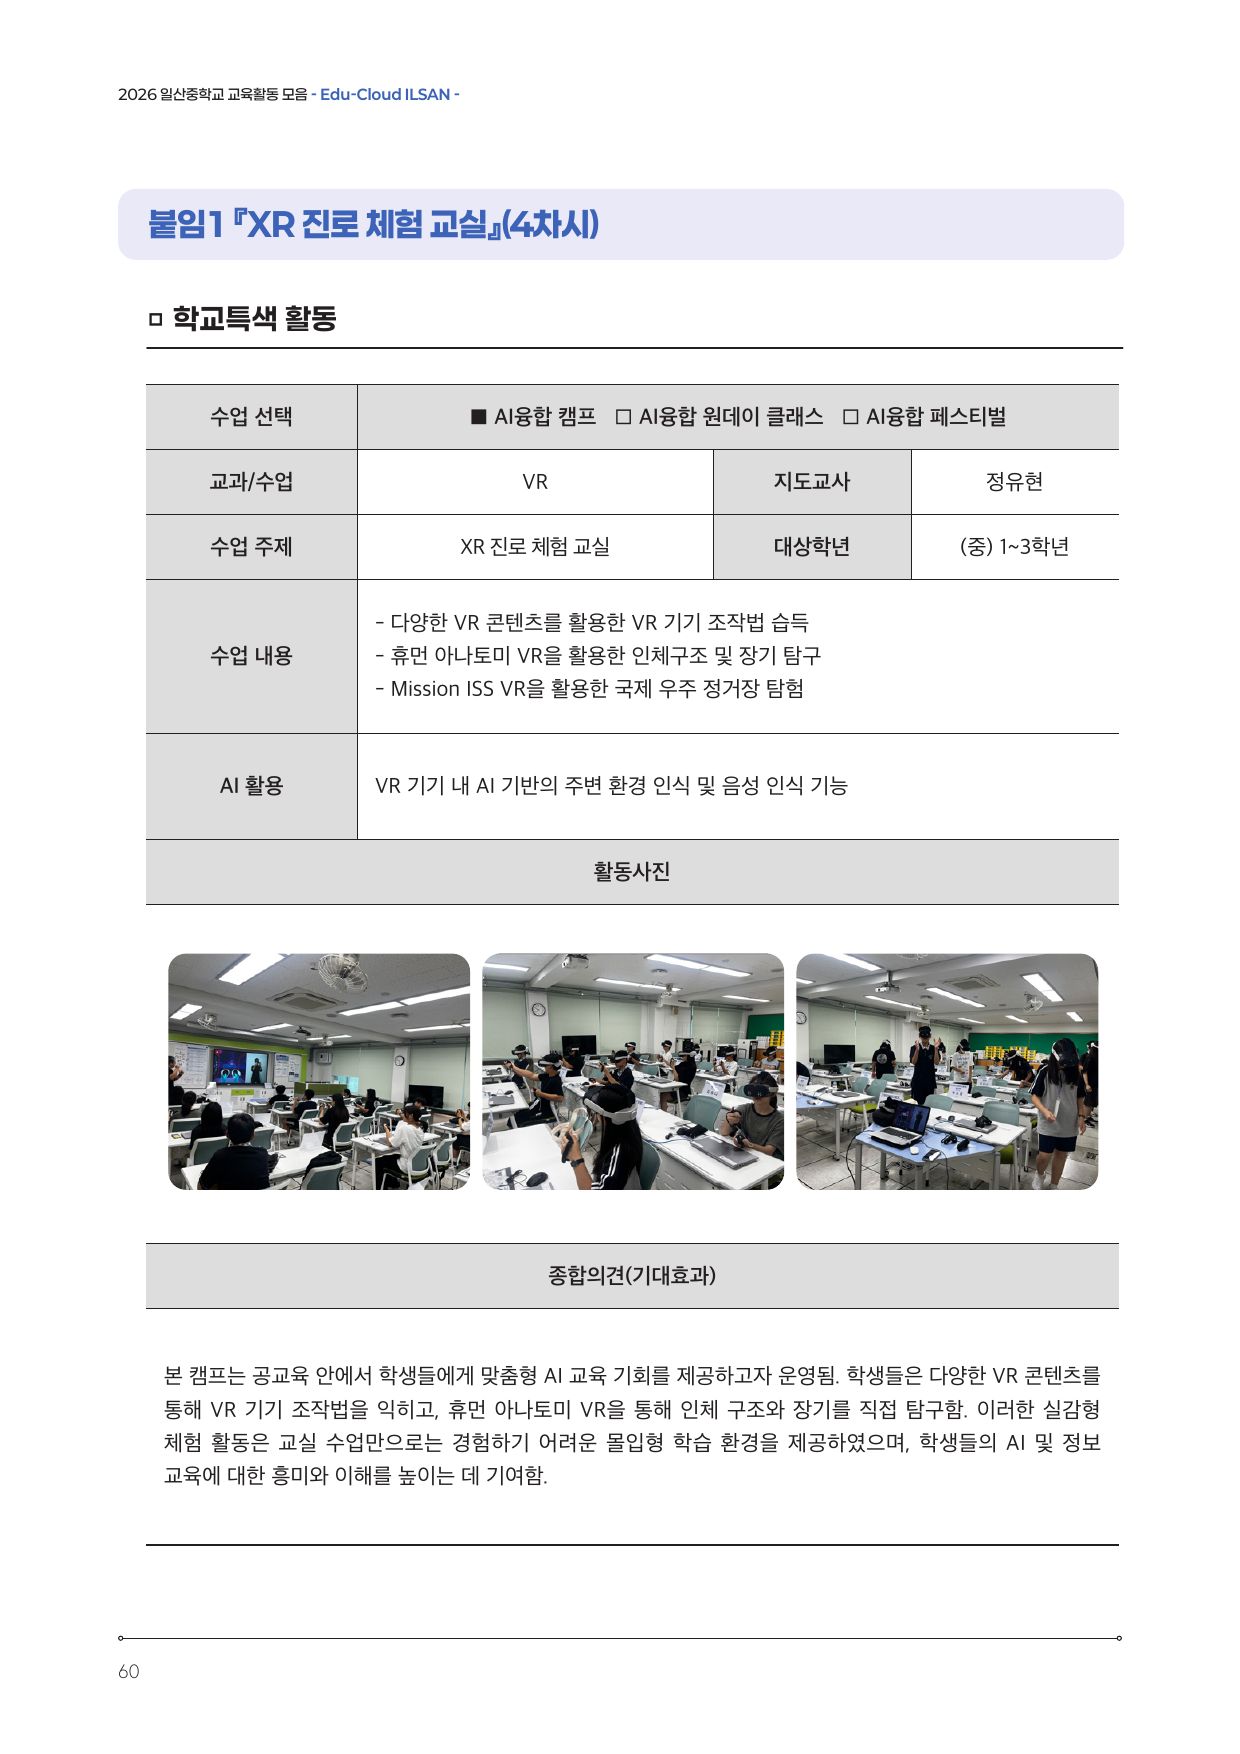 2026 일산중학교 교육활동 모음 - Edu-Cloud ILSAN -
붙임1 『XR 진로 체험 교실』(4차시)
□ 학교특색 활동
수업 선택 ■ AI융합 캠프 □ AI융합 원데이 클래스 □ AI융합 페스티벌
교과/수업 VR 지도교사 정유현
수업 주제 XR 진로 체험 교실 대상학년 (중) 1~3학년
수업 내용
- 다양한 VR 콘텐츠를 활용한 VR 기기 조작법 습득
- 휴먼 아나토미 VR을 활용한 인체구조 및 장기 탐구
- Mission ISS VR을 활용한 국제 우주 정거장 탐험
AI 활용 VR 기기 내 AI 기반의 주변 환경 인식 및 음성 인식 기능
활동사진
종합의견(기대효과)
본 캠프는 공교육 안에서 학생들에게 맞춤형 AI 교육 기회를 제공하고자 운영됨. 학생들은 다양한 VR 콘텐츠를
통해 VR 기기 조작법을 익히고, 휴먼 아나토미 VR을 통해 인체 구조와 장기를 직접 탐구함. 이러한 실감형
체험 활동은 교실 수업만으로는 경험하기 어려운 몰입형 학습 환경을 제공하였으며, 학생들의 AI 및 정보
교육에 대한 흥미와 이해를 높이는 데 기여함.
60